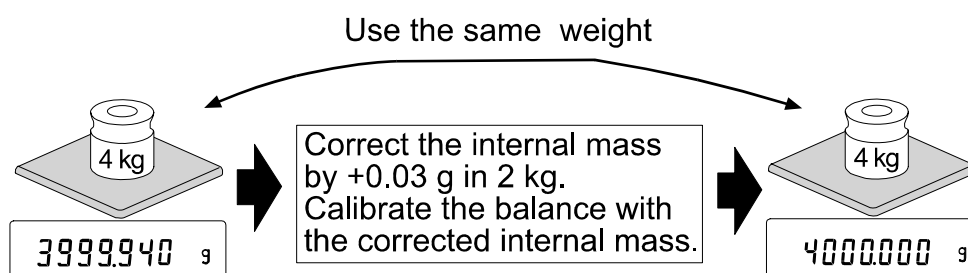 Use the same weight
4 kg
Correct the internal mass
by +0.03 g in 2 kg.
Calibrate the balance with
the corrected internal mass.
4 kg
3999.940 g
4000.000 g